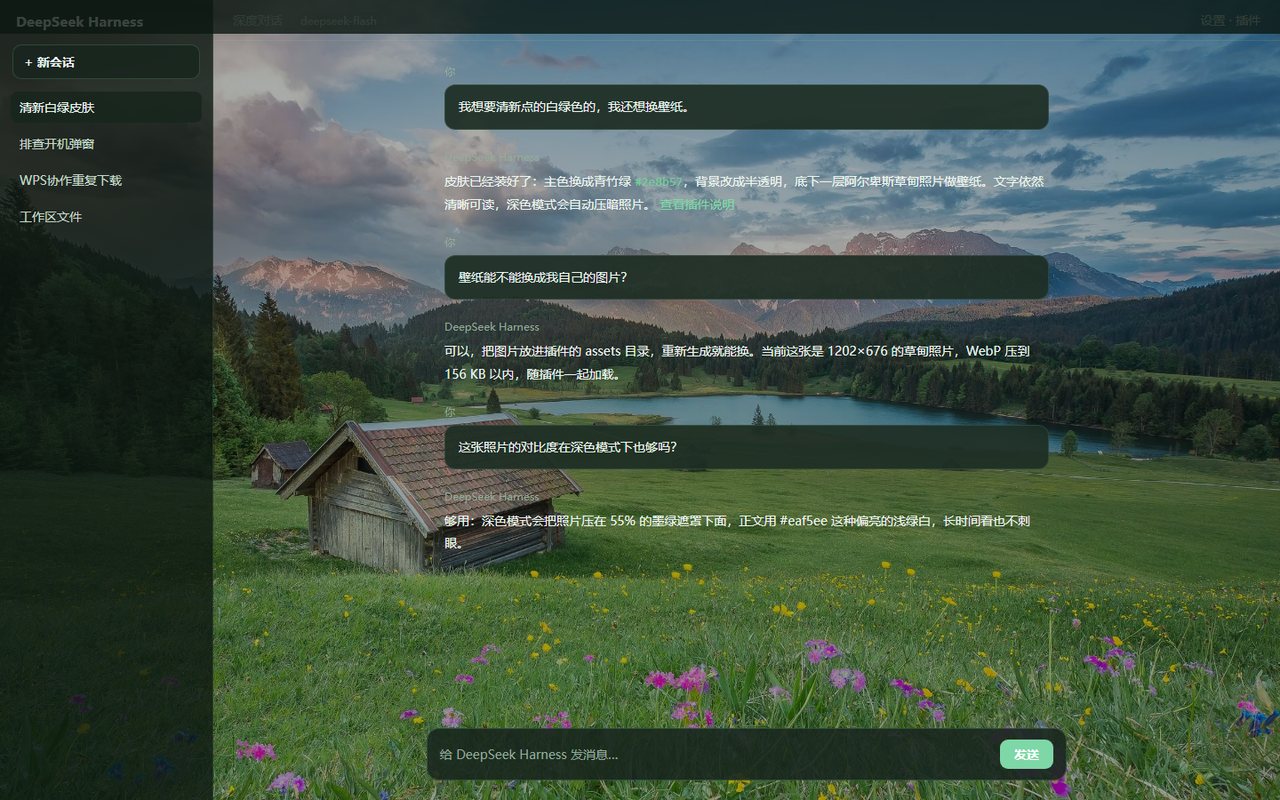 DeepSeek Harness
深度对话 deepseek-flash
设置 · 插件
+ 新会话
清新白绿皮肤
排查开机弹窗
WPS协作重复下载
工作区文件
你
我想要清新点的白绿色的，我还想换壁纸。
DeepSeek Harness
皮肤已经装好了：主色换成青竹绿 #2e8b57，背景改成半透明，底下一层阿尔卑斯草甸照片做壁纸。文字依然
清晰可读，深色模式会自动压暗照片。 查看插件说明
你
壁纸能不能换成我自己的图片？
DeepSeek Harness
可以，把图片放进插件的 assets 目录，重新生成就能换。当前这张是 1202×676 的草甸照片，WebP 压到
156 KB 以内，随插件一起加载。
你
这张照片的对比度在深色模式下也够吗？
DeepSeek Harness
够用：深色模式会把照片压在 55% 的墨绿遮罩下面，正文用 #eaf5ee 这种偏亮的浅绿白，长时间看也不刺
眼。
给 DeepSeek Harness 发消息...
发送